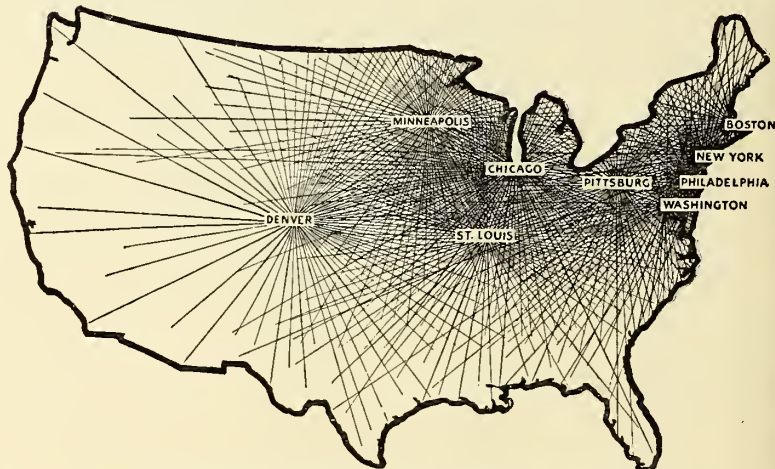 MINNEAPOLIS
BOSTON
NEW YORK
CHICAGO
PITTSBURG
PHILADELPHIA
WASHINGTON
DENVER
ST. LOUIS